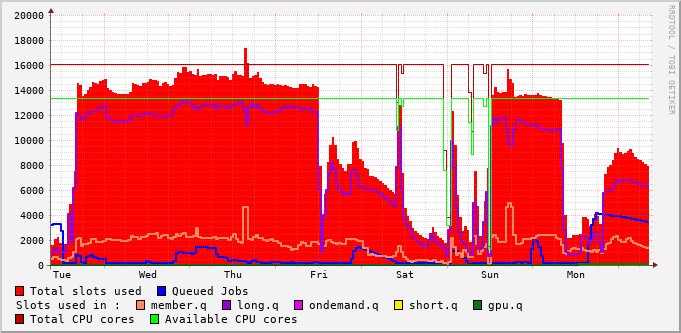 RRDTOOL / TOBI OETIKER
20000
18000
16000
14000
12000
10000
8000
6000
4000
2000
0
Tue Wed Thu Fri Sat Sun Mon
Total slots used Queued Jobs
Slots used in : member.q long.q ondemand.q short.q gpu.q
Total CPU cores Available CPU cores